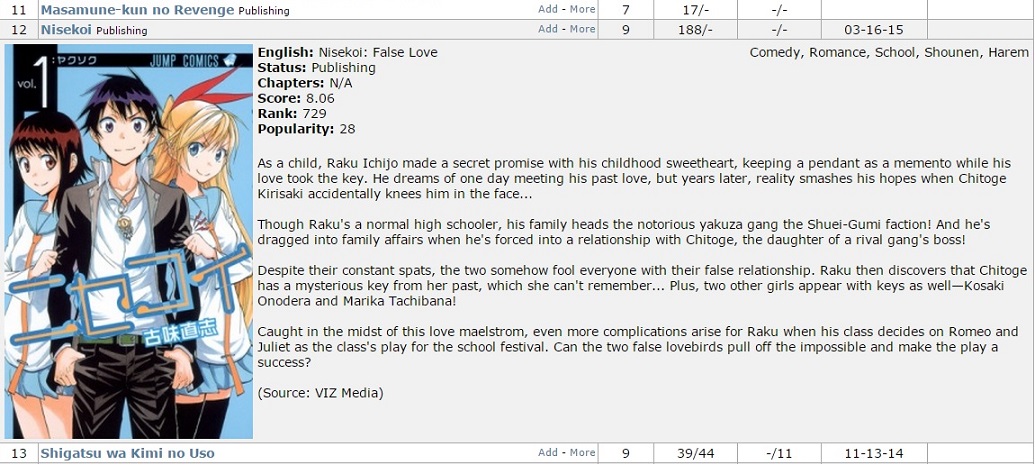 11 Masamune-kun no Revenge Publishing Add - More 7 17/- -/-
12 Nisekoi Publishing Add - More 9 188/- -/- 03-16-15
:ヤクソク
JUMP COMICS
vol. 1
ニセコイ
古味直志
English: Nisekoi: False Love
Comedy, Romance, School, Shounen, Harem
Status: Publishing
Chapters: N/A
Score: 8.06
Rank: 729
Popularity: 28
As a child, Raku Ichijo made a secret promise with his childhood sweetheart, keeping a pendant as a memento while his
love took the key. He dreams of one day meeting his past love, but years later, reality smashes his hopes when Chitoge
Kirisaki accidentally knees him in the face...
Though Raku's a normal high schooler, his family heads the notorious yakuza gang the Shuei-Gumi faction! And he's
dragged into family affairs when he's forced into a relationship with Chitoge, the daughter of a rival gang's boss!
Despite their constant spats, the two somehow fool everyone with their false relationship. Raku then discovers that Chitoge
has a mysterious key from her past, which she can't remember... Plus, two other girls appear with keys as well—Kosaki
Onodera and Marika Tachibana!
Caught in the midst of this love maelstrom, even more complications arise for Raku when his class decides on Romeo and
Juliet as the class's play for the school festival. Can the two false lovebirds pull off the impossible and make the play a
success?
(Source: VIZ Media)
13 Shigatsu wa Kimi no Uso Add - More 9 39/44 -/11 11-13-14